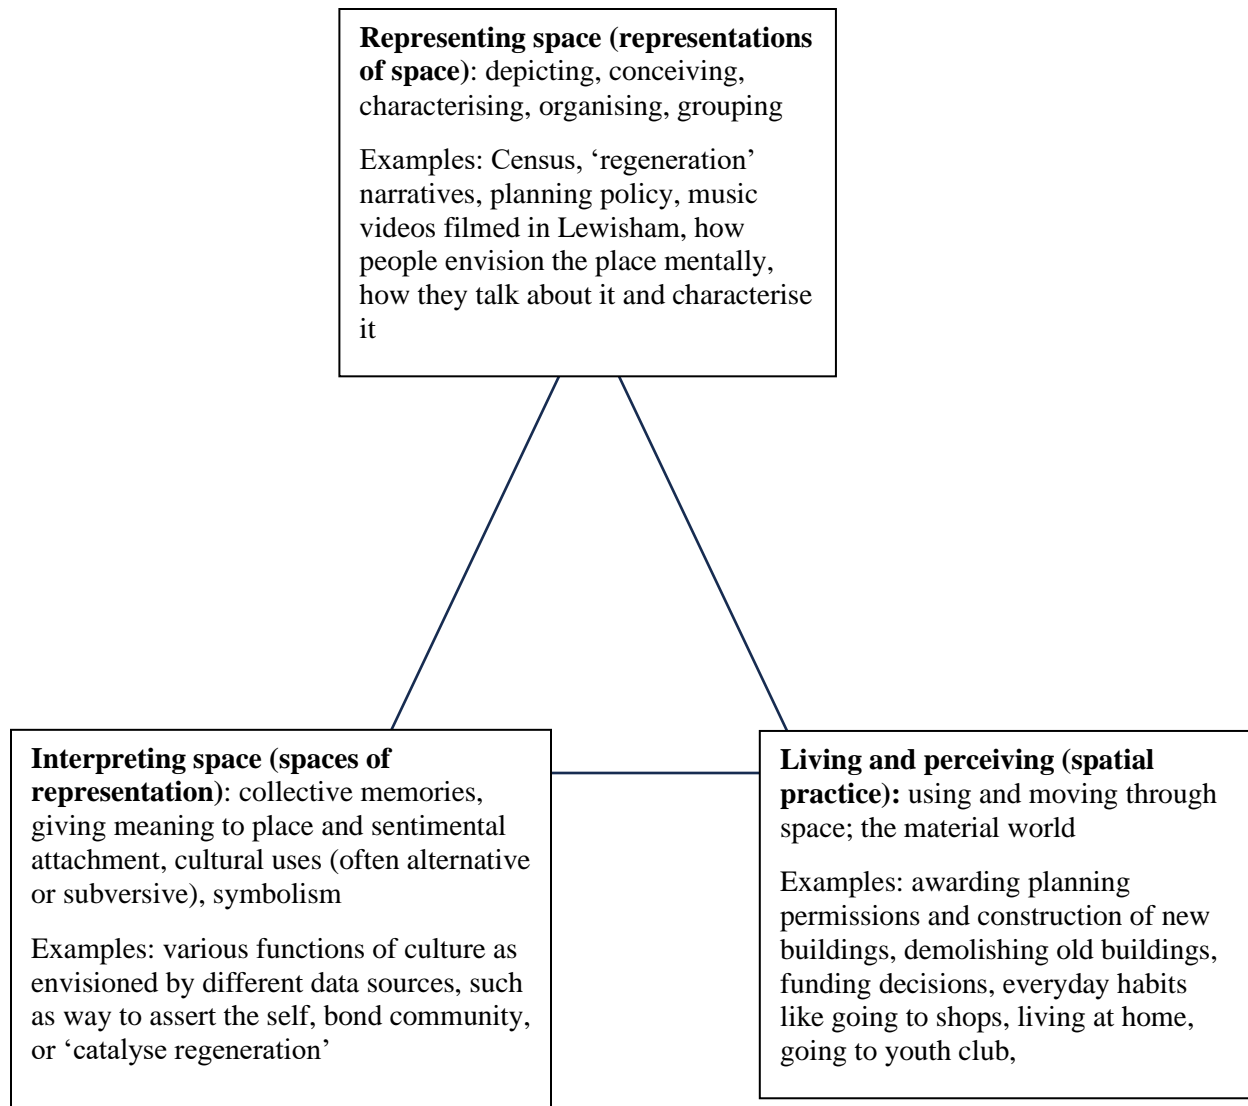 Representing space (representations
of space): depicting, conceiving,
characterising, organising, grouping
Examples: Census, ‘regeneration’
narratives, planning policy, music
videos filmed in Lewisham, how
people envision the place mentally,
how they talk about it and characterise
it
Interpreting space (spaces of
representation): collective memories,
giving meaning to place and sentimental
attachment, cultural uses (often alternative
or subversive), symbolism
Examples: various functions of culture as
envisioned by different data sources, such
as way to assert the self, bond community,
or ‘catalyse regeneration’
Living and perceiving (spatial
practice): using and moving through
space; the material world
Examples: awarding planning
permissions and construction of new
buildings, demolishing old buildings,
funding decisions, everyday habits
like going to shops, living at home,
going to youth club,